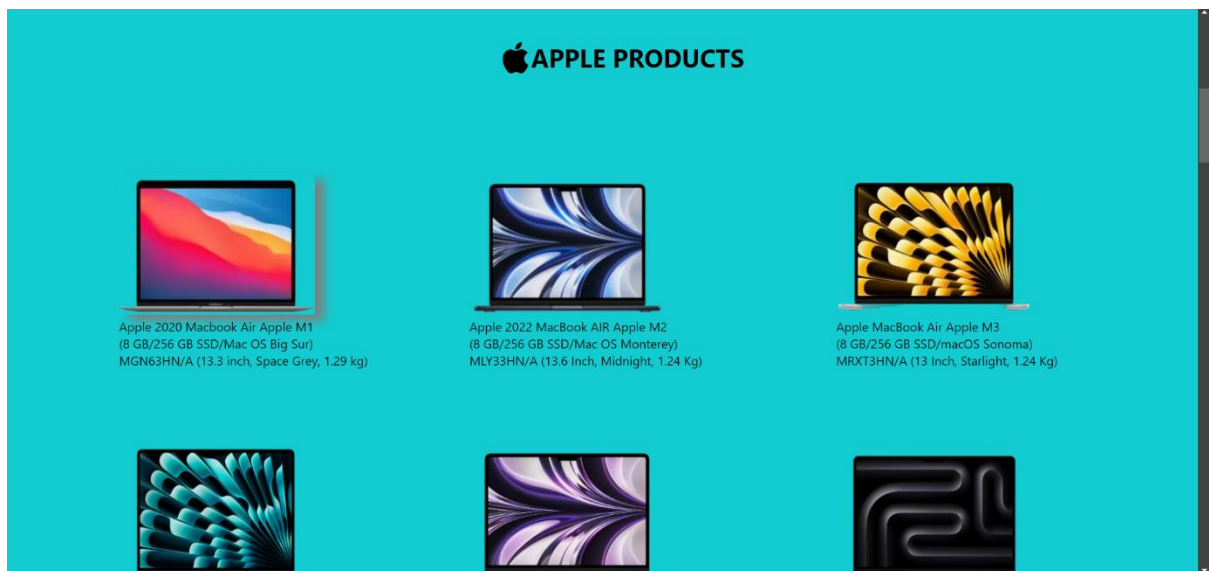 APPLE PRODUCTS
Apple 2020 Macbook Air Apple M1
(8 GB/256 GB SSD/Mac OS Big Sur)
MGN63HN/A (13.3 inch, Space Grey, 1.29 kg)
Apple 2022 MacBook AIR Apple M2
(8 GB/256 GB SSD/Mac OS Monterey)
MLY33HN/A (13.6 Inch, Midnight, 1.24 Kg)
Apple MacBook Air Apple M3
(8 GB/256 GB SSD/macOS Sonoma)
MRXT3HN/A (13 Inch, Starlight, 1.24 Kg)